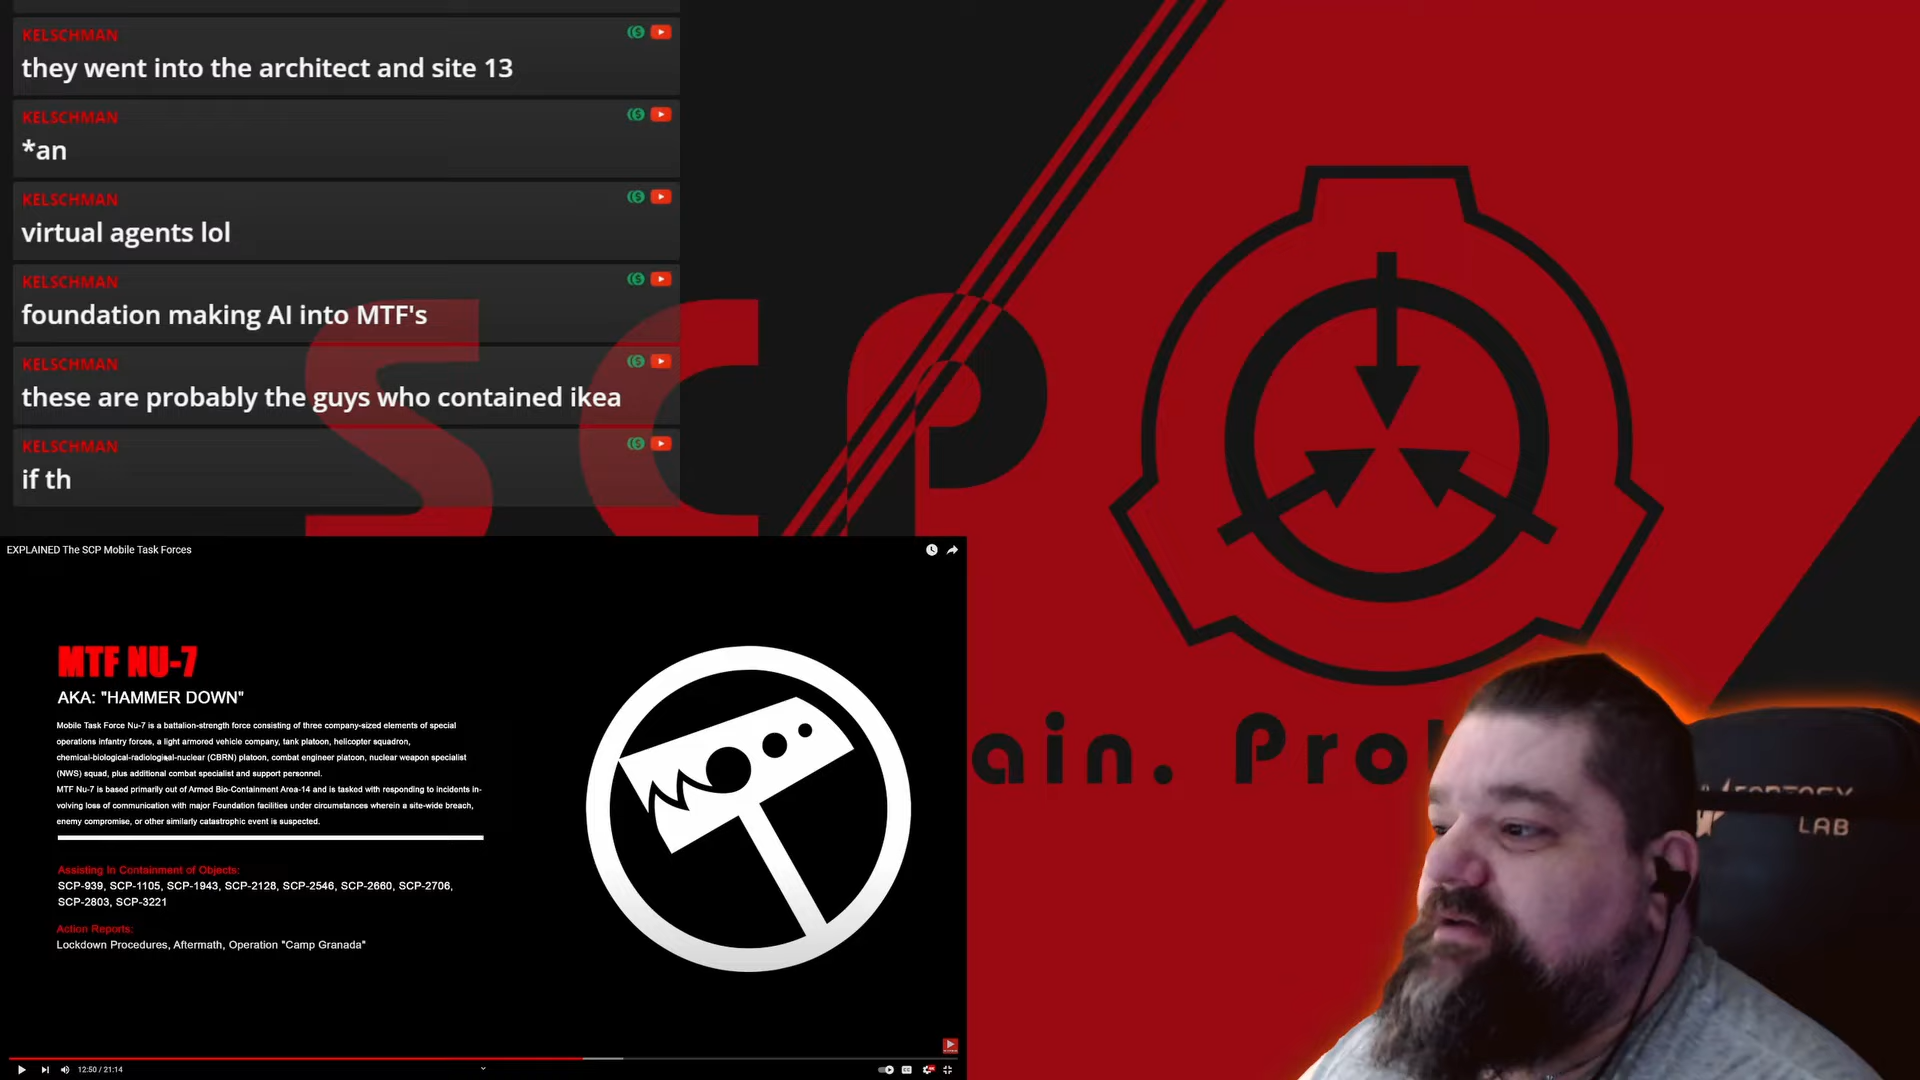 KELSCHMAN
they went into the architect and site 13
KELSCHMAN
*an
KELSCHMAN
virtual agents lol
KELSCHMAN
foundation making AI into MTF's
KELSCHMAN
these are probably the guys who contained ikea
KELSCHMAN
if th
SCP
ain. Pro
LAB
EXPLAINED The SCP Mobile Task Forces
MTF NU-7
AKA: "HAMMER DOWN"
Mobile Task Force Nu-7 is a battalion-strength force consisting of three company-sized elements of special
operations infantry forces, a light armored vehicle company, tank platoon, helicopter squadron,
chemical-biological-radiological-nuclear (CBRN) platoon, combat engineer platoon, nuclear weapon specialist
(NWS) squad, plus additional combat specialist and support personnel.
MTF Nu-7 is based primarily out of Armed Bio-Containment Area-14 and is tasked with responding to incidents in-
volving loss of communication with major Foundation facilities under circumstances wherein a site-wide breach,
enemy compromise, or other similarly catastrophic event is suspected.
Assisting In Containment of Objects:
SCP-939, SCP-1105, SCP-1943, SCP-2128, SCP-2546, SCP-2660, SCP-2706,
SCP-2803, SCP-3221
Action Reports:
Lockdown Procedures, Aftermath, Operation "Camp Granada"
12:50 / 21:14